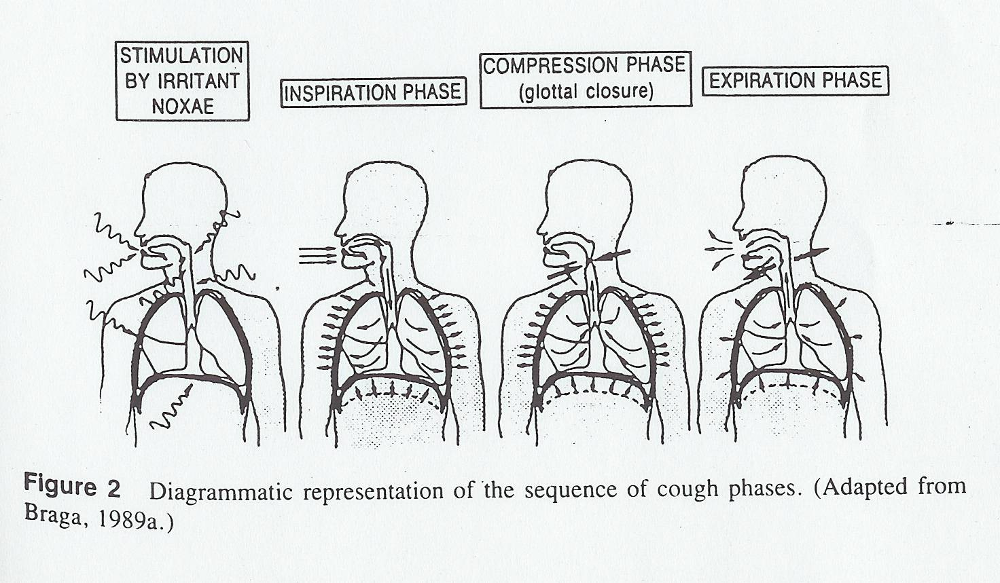 STIMULATION
BY IRRITANT
NOXAE
INSPIRATION PHASE
COMPRESSION PHASE
(glottal closure)
EXPIRATION PHASE
Figure 2 Diagrammatic representation of the sequence of cough phases. (Adapted from
Braga, 1989a.)